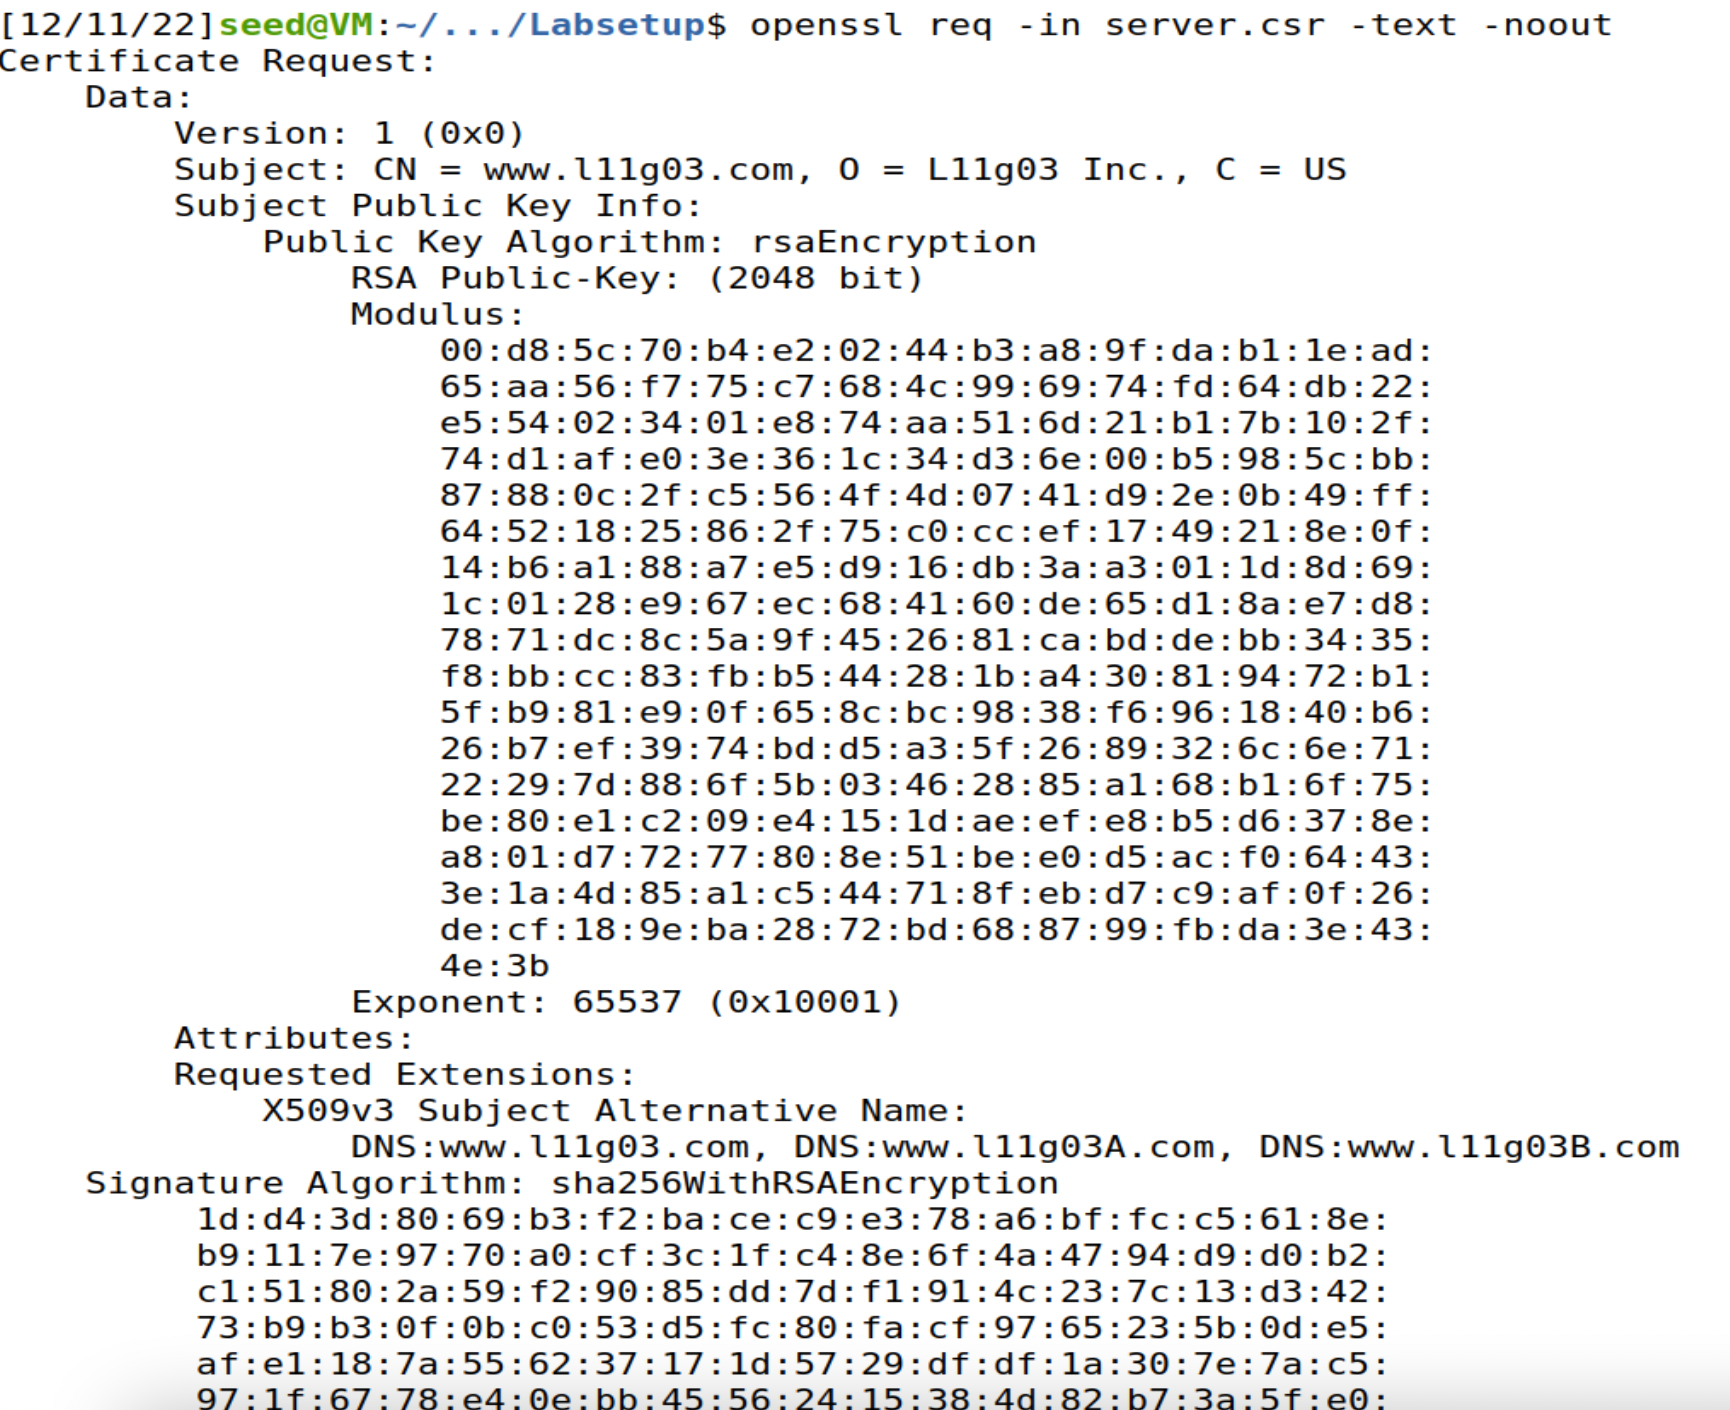 [12/11/22]seed@VM:~/.../Labsetup$ openssl req -in server.csr -text -noout
Certificate Request:
    Data:
        Version: 1 (0x0)
        Subject: CN = www.l11g03.com, O = L11g03 Inc., C = US
        Subject Public Key Info:
            Public Key Algorithm: rsaEncryption
                RSA Public-Key: (2048 bit)
                Modulus:
                    00:d8:5c:70:b4:e2:02:44:b3:a8:9f:da:b1:1e:ad:
                    65:aa:56:f7:75:c7:68:4c:99:69:74:fd:64:db:22:
                    e5:54:02:34:01:e8:74:aa:51:6d:21:b1:7b:10:2f:
                    74:d1:af:e0:3e:36:1c:34:d3:6e:00:b5:98:5c:bb:
                    87:88:0c:2f:c5:56:4f:4d:07:41:d9:2e:0b:49:ff:
                    64:52:18:25:86:2f:75:c0:cc:ef:17:49:21:8e:0f:
                    14:b6:a1:88:a7:e5:d9:16:db:3a:a3:01:1d:8d:69:
                    1c:01:28:e9:67:ec:68:41:60:de:65:d1:8a:e7:d8:
                    78:71:dc:8c:5a:9f:45:26:81:ca:bd:de:bb:34:35:
                    f8:bb:cc:83:fb:b5:44:28:1b:a4:30:81:94:72:b1:
                    5f:b9:81:e9:0f:65:8c:bc:98:38:f6:96:18:40:b6:
                    26:b7:ef:39:74:bd:d5:a3:5f:26:89:32:6c:6e:71:
                    22:29:7d:88:6f:5b:03:46:28:85:a1:68:b1:6f:75:
                    be:80:e1:c2:09:e4:15:1d:ae:ef:e8:b5:d6:37:8e:
                    a8:01:d7:72:77:80:8e:51:be:e0:d5:ac:f0:64:43:
                    3e:1a:4d:85:a1:c5:44:71:8f:eb:d7:c9:af:0f:26:
                    de:cf:18:9e:ba:28:72:bd:68:87:99:fb:da:3e:43:
                    4e:3b
                Exponent: 65537 (0x10001)
        Attributes:
        Requested Extensions:
            X509v3 Subject Alternative Name:
                DNS:www.l11g03.com, DNS:www.l11g03A.com, DNS:www.l11g03B.com
    Signature Algorithm: sha256WithRSAEncryption
         1d:d4:3d:80:69:b3:f2:ba:ce:c9:e3:78:a6:bf:fc:c5:61:8e:
         b9:11:7e:97:70:a0:cf:3c:1f:c4:8e:6f:4a:47:94:d9:d0:b2:
         c1:51:80:2a:59:f2:90:85:dd:7d:f1:91:4c:23:7c:13:d3:42:
         73:b9:b3:0f:0b:c0:53:d5:fc:80:fa:cf:97:65:23:5b:0d:e5:
         af:e1:18:7a:55:62:37:17:1d:57:29:df:df:1a:30:7e:7a:c5:
         97:1f:67:78:e4:0e:bb:45:56:24:15:38:4d:82:b7:3a:5f:e0: